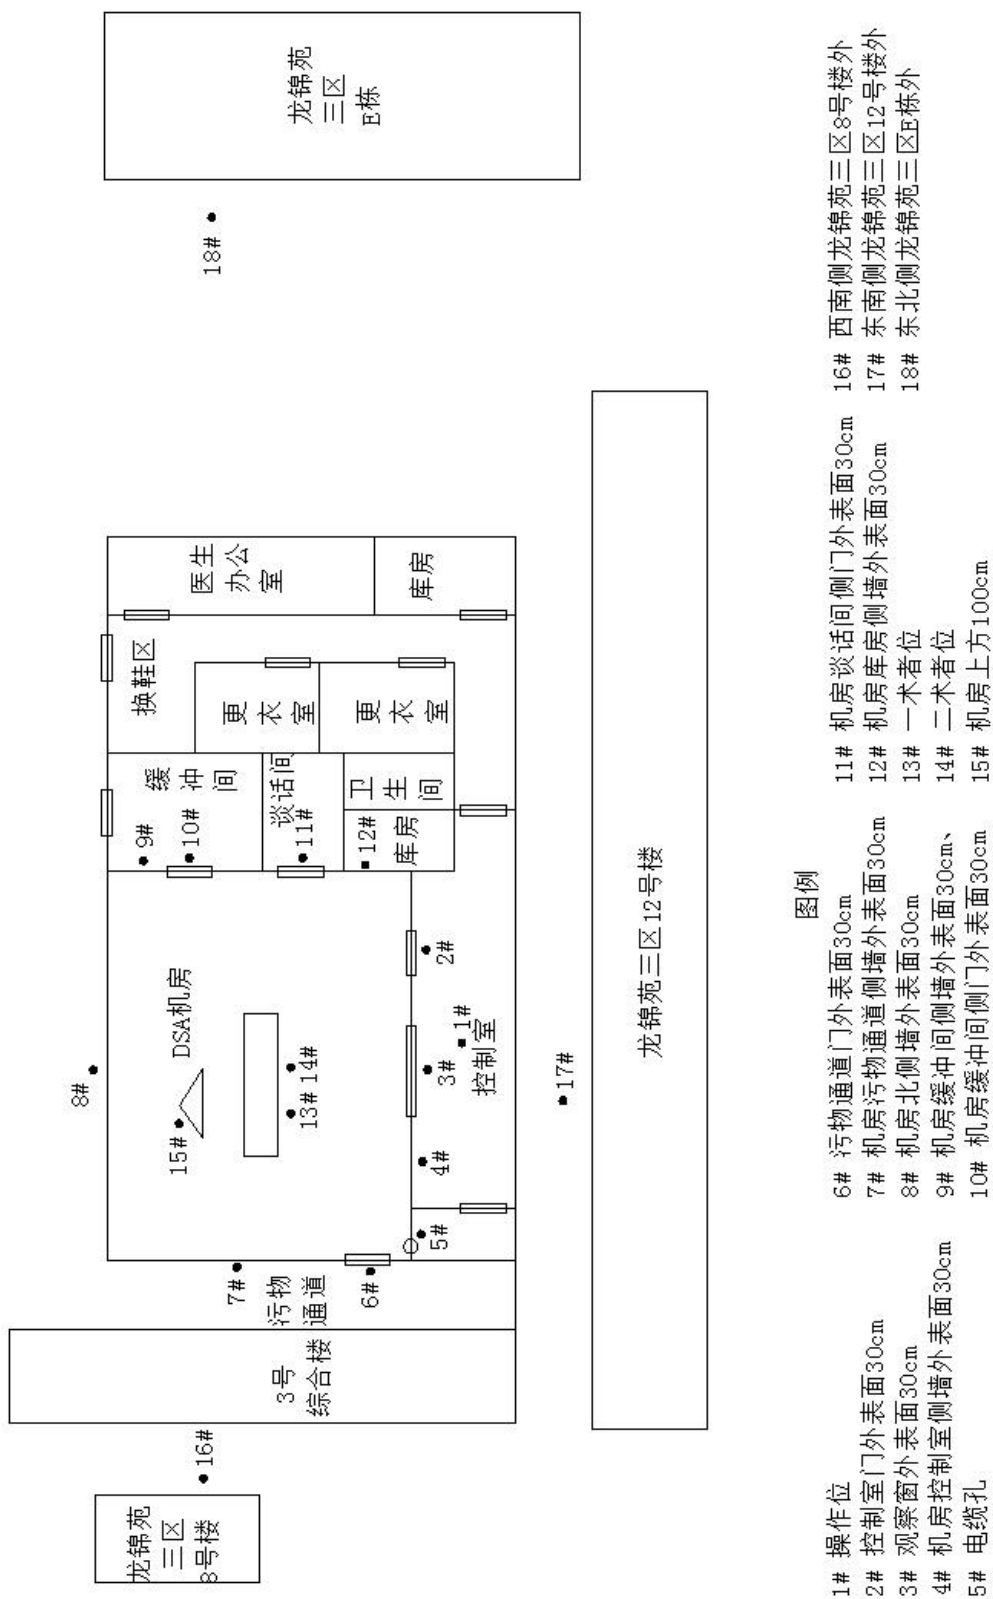 龙锦苑
三区
8号楼
16#
3号
综合楼
污物
通道
7#
6#
8#
15#
DSA机房
13#
14#
5#
4#
3#
1#
控制室
2#
9#
10#
缓冲间
11#
谈话间
12#
库房
卫生间
换鞋区
更衣室
更衣室
医生
办公
室
库房
17#
龙锦苑三区12号楼
18#
龙锦苑
三区
E栋
图例
1# 操作位
2# 控制室门外表面30cm
3# 观察窗外表面30cm
4# 机房控制室侧墙外表面30cm
5# 电缆孔
6# 污物通道门外表面30cm
7# 机房污物通道侧墙外表面30cm
8# 机房北侧墙外表面30cm
9# 机房缓冲间侧墙外表面30cm、
10# 机房缓冲间侧门外表面30cm
11# 机房谈话间侧门外表面30cm
12# 机房库房侧墙外表面30cm
13# 一术者位
14# 二术者位
15# 机房上方100cm
16# 西南侧龙锦苑三区8号楼外
17# 东南侧龙锦苑三区12号楼外
18# 东北侧龙锦苑三区E栋外